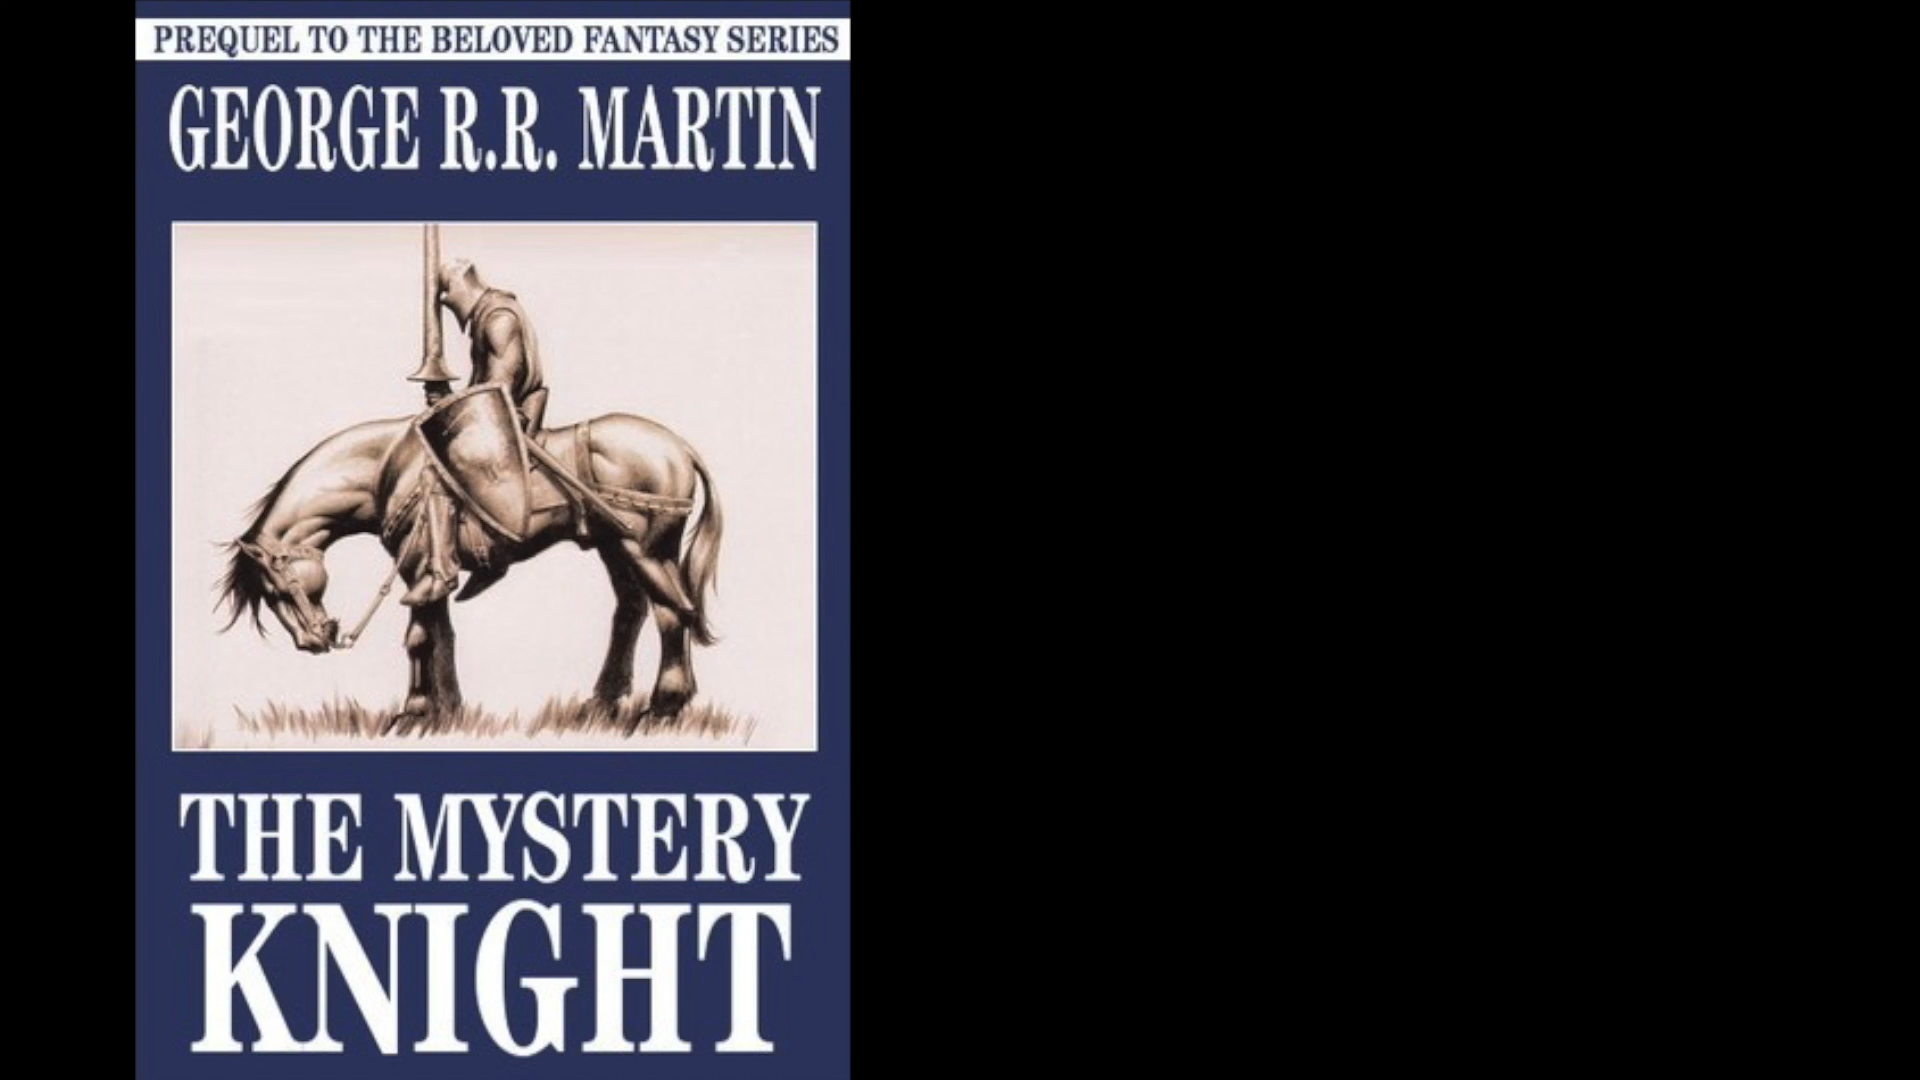 PREQUEL TO THE BELOVED FANTASY SERIES
GEORGE R.R. MARTIN
THE MYSTERY
KNIGHT